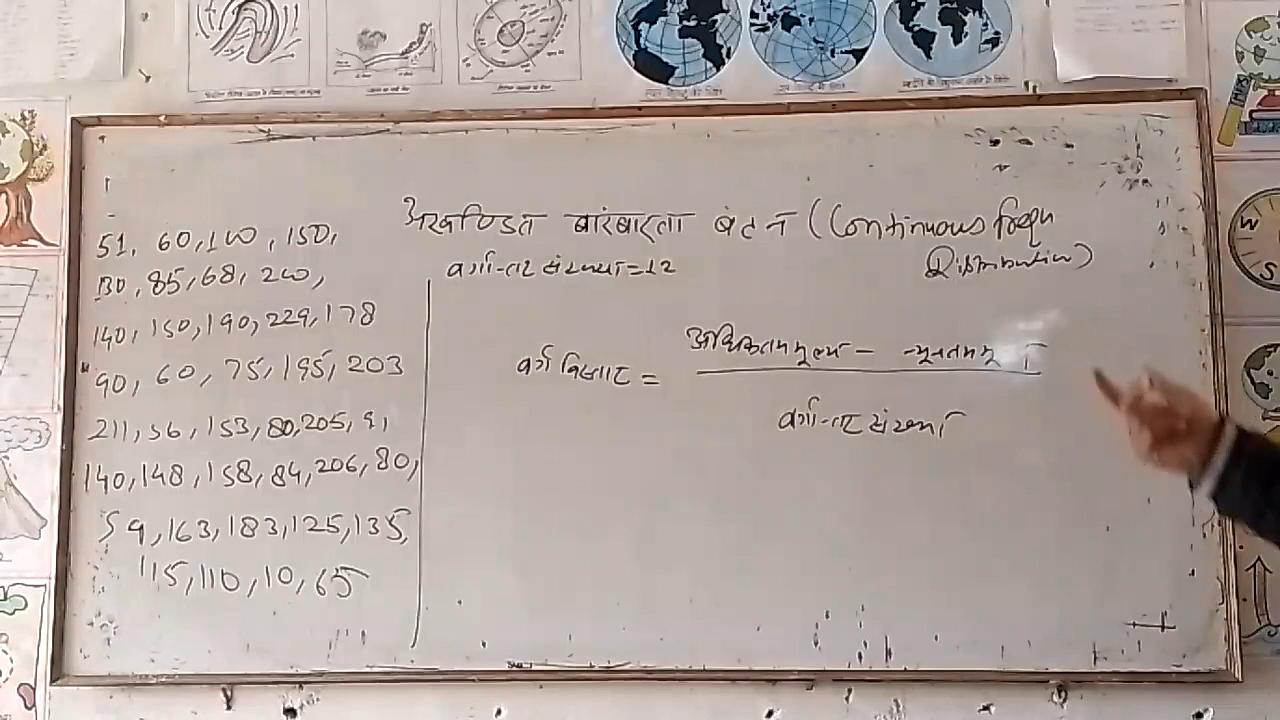 अखण्डित बारंबारता बंटन (Continuous frequ
Distribution)
51, 60, 100, 150,
130, 85, 68, 200,
140, 150, 190, 229, 178
90, 60, 75, 195, 203
211, 56, 153, 80, 205, 91
140, 148, 158, 84, 206, 80,
59, 163, 183, 125, 135,
115, 110, 10, 65
वर्गान्तर संख्या = 12
वर्ग विस्तार = अधिकतम मूल्य - न्यूनतम मू
वर्गान्तर संख्या
W
S